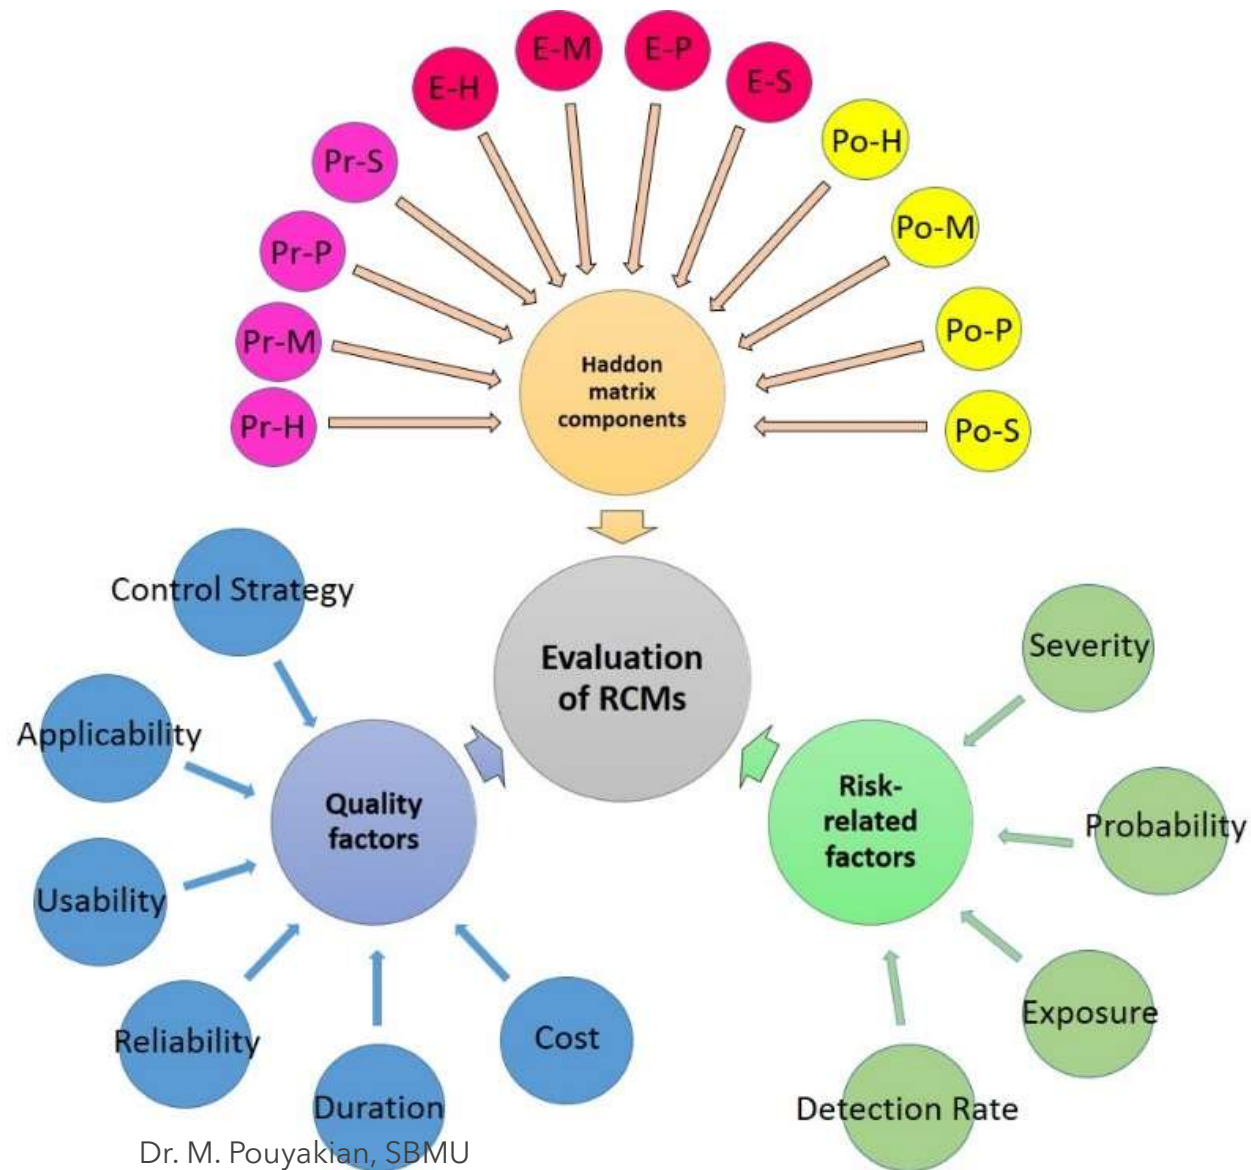 E-M
E-P
E-H
E-S
Pr-S
Po-H
Pr-P
Po-M
Pr-M
Po-P
Pr-H
Po-S
Haddon
matrix
components
Control Strategy
Applicability
Usability
Reliability
Duration
Cost
Quality
factors
Evaluation
of RCMs
Risk-
related
factors
Severity
Probability
Exposure
Detection Rate
Dr. M. Pouyakian, SBMU